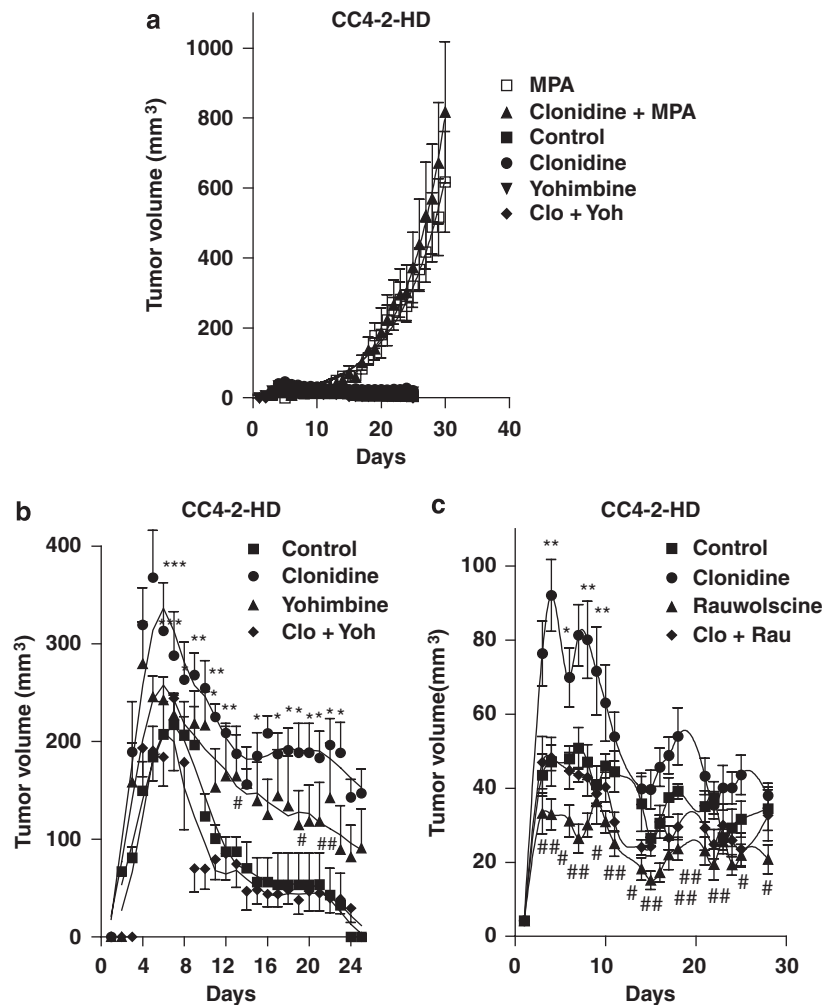 a
CC4-2-HD
Tumor volume (mm³)
1000
800
600
400
200
0
0 10 20 30 40
Days
MPA
Clonidine + MPA
Control
Clonidine
Yohimbine
Clo + Yoh
b
CC4-2-HD
Tumor volume (mm³)
400
300
200
100
0
0 4 8 12 16 20 24
Days
Control
Clonidine
Yohimbine
Clo + Yoh
***
***
**
*
**
*
**
* * ** ** **
#
# ##
c
CC4-2-HD
Tumor volume(mm³)
100
80
60
40
20
0
0 10 20 30
Days
Control
Clonidine
Rauwolscine
Clo + Rau
**
**
*
**
## # ## # ## # ## ## ## ## # #